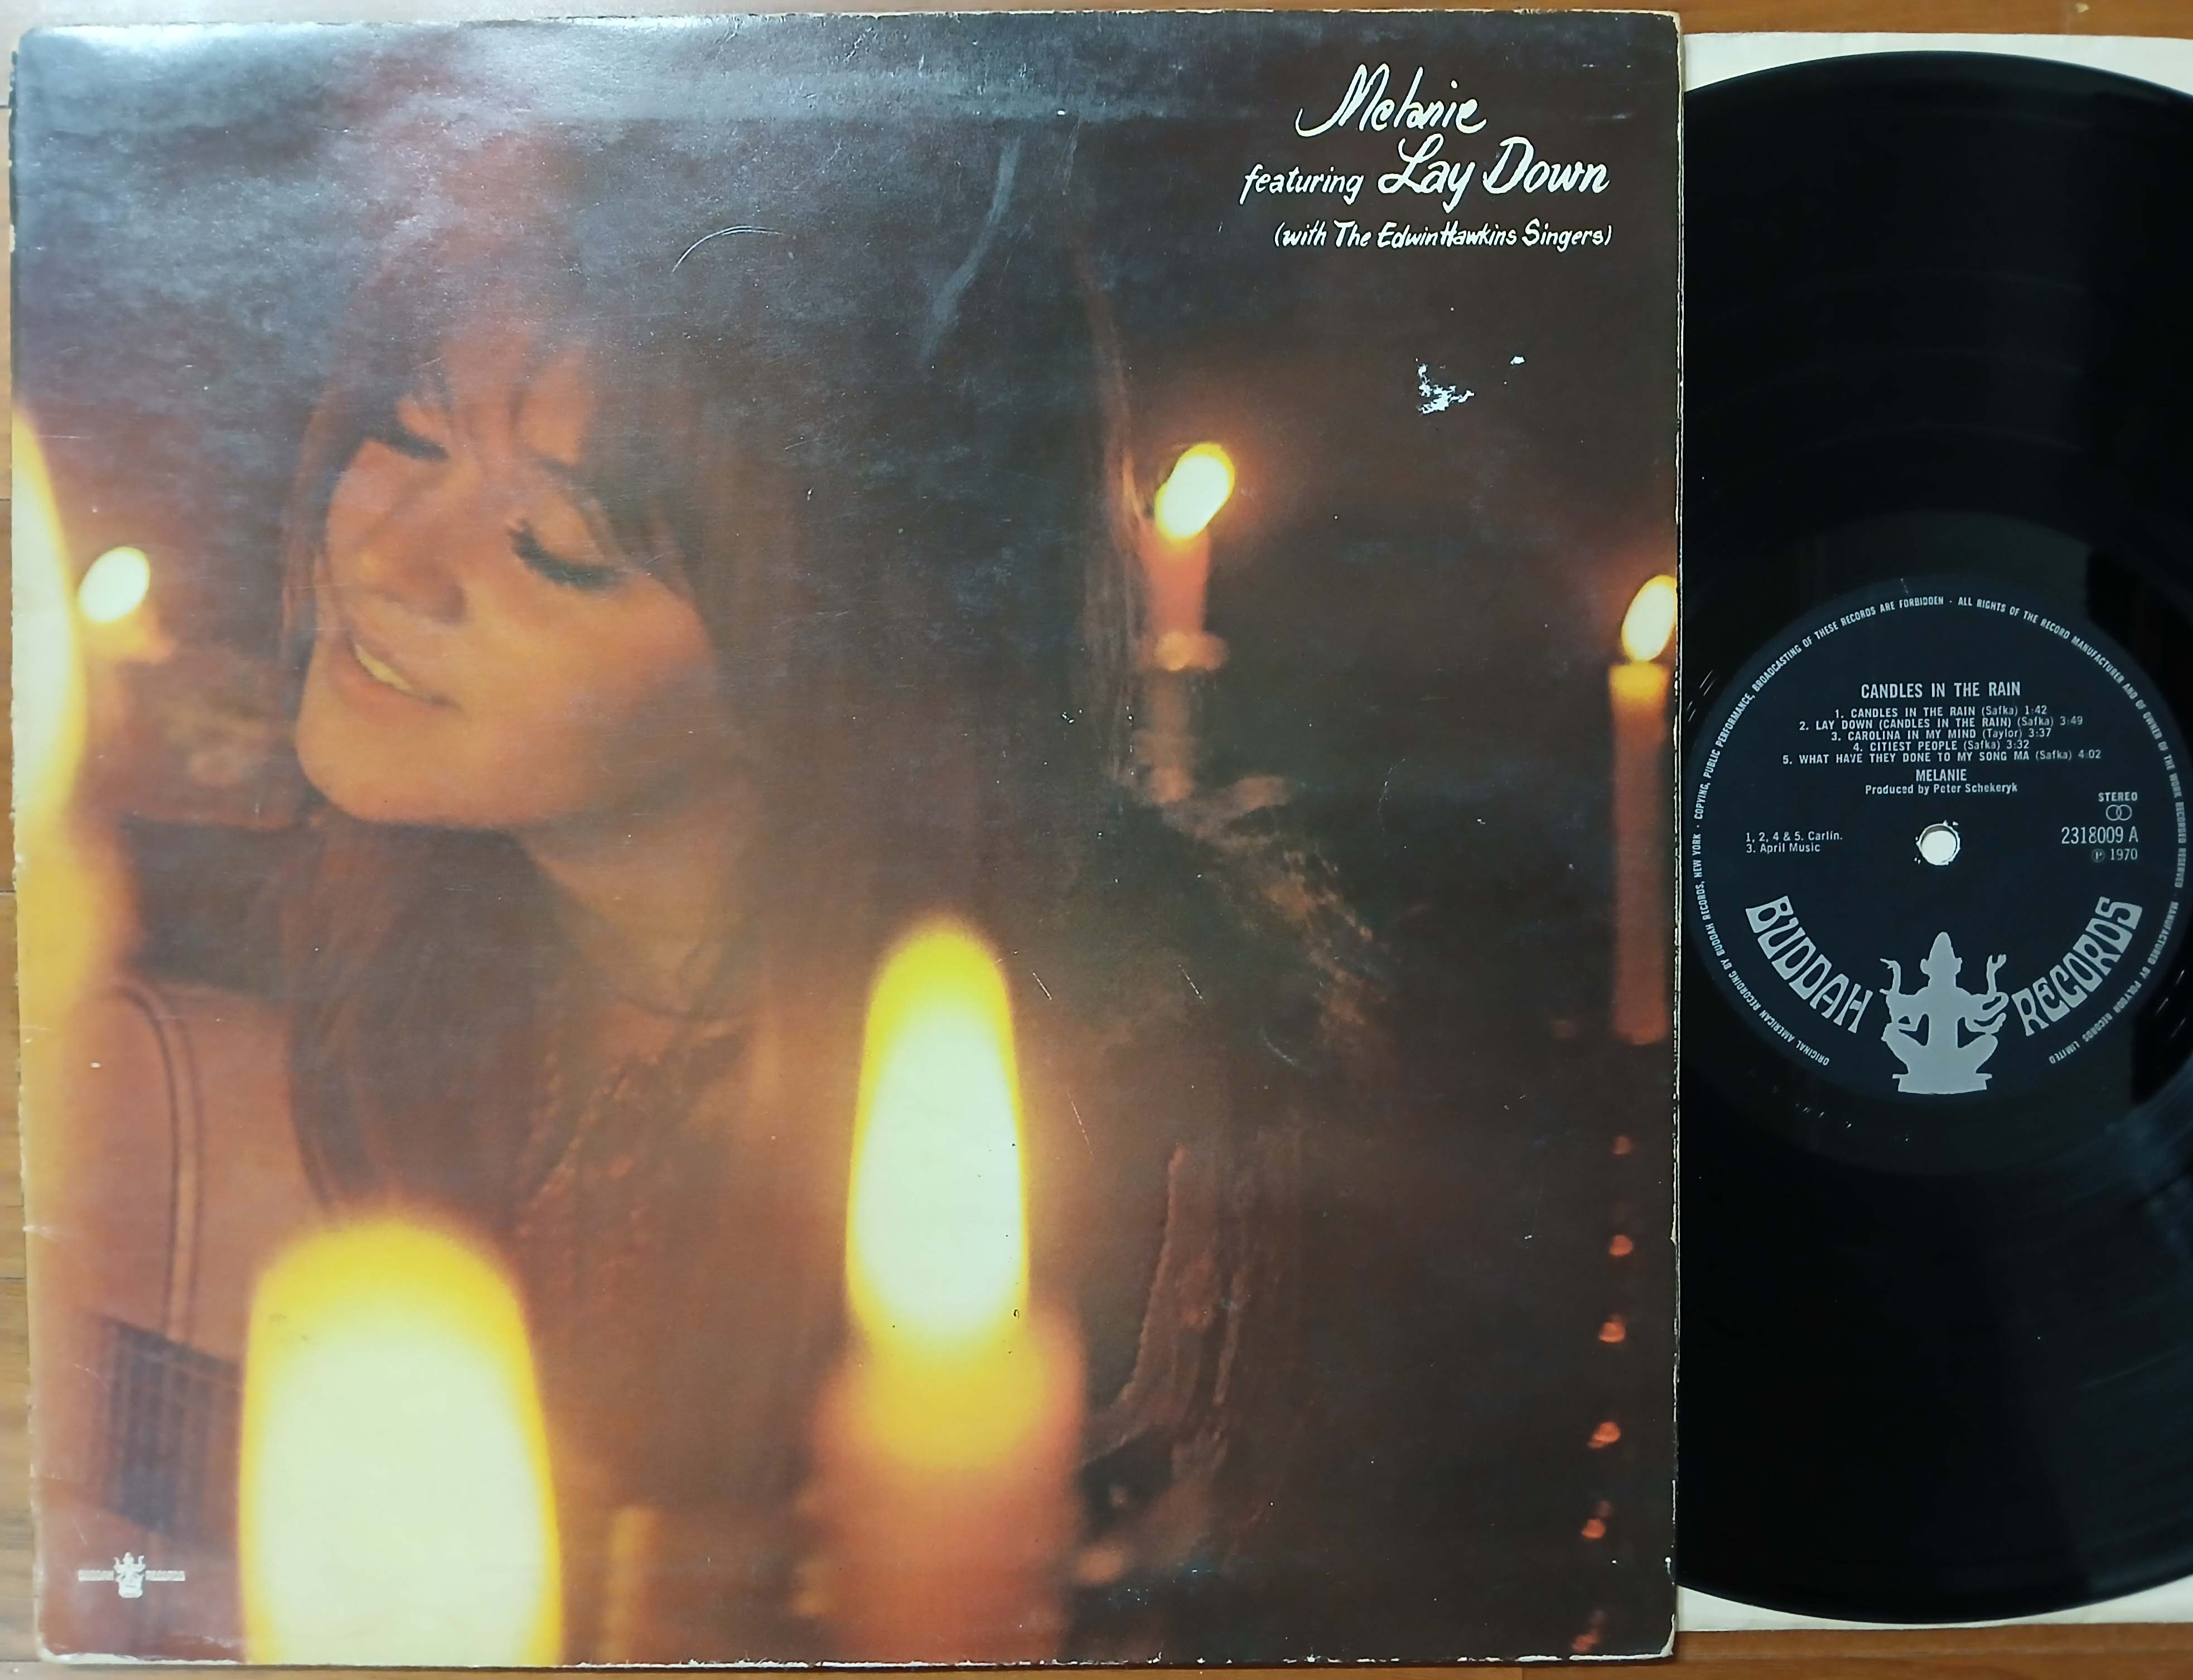 Melanie
featuring Lay Down
(with The Edwin Hawkins Singers)
BUDDAH RECORDS
ORIGINAL AMERICAN RECORDING BY BUDDAH RECORDS, NEW YORK · COPYING, PUBLIC PERFORMANCE, BROADCASTING OF THESE RECORDS ARE FORBIDDEN · ALL RIGHTS OF THE RECORD MANUFACTURER AND OF OWNER OF THE WORK RECORDED RESERVED · MANUFACTURED BY POLYDOR RECORDS LIMITED
CANDLES IN THE RAIN
1. CANDLES IN THE RAIN (Safka) 1:42
2. LAY DOWN (CANDLES IN THE RAIN) (Safka) 3:49
3. CAROLINA IN MY MIND (Taylor) 3:37
4. CITIEST PEOPLE (Safka) 3:32
5. WHAT HAVE THEY DONE TO MY SONG MA (Safka) 4:02
MELANIE
Produced by Peter Schekeryk
STEREO
1, 2, 4 & 5. Carlin.
3. April Music
2318009 A
Ⓟ 1970
BUDDAH RECORDS